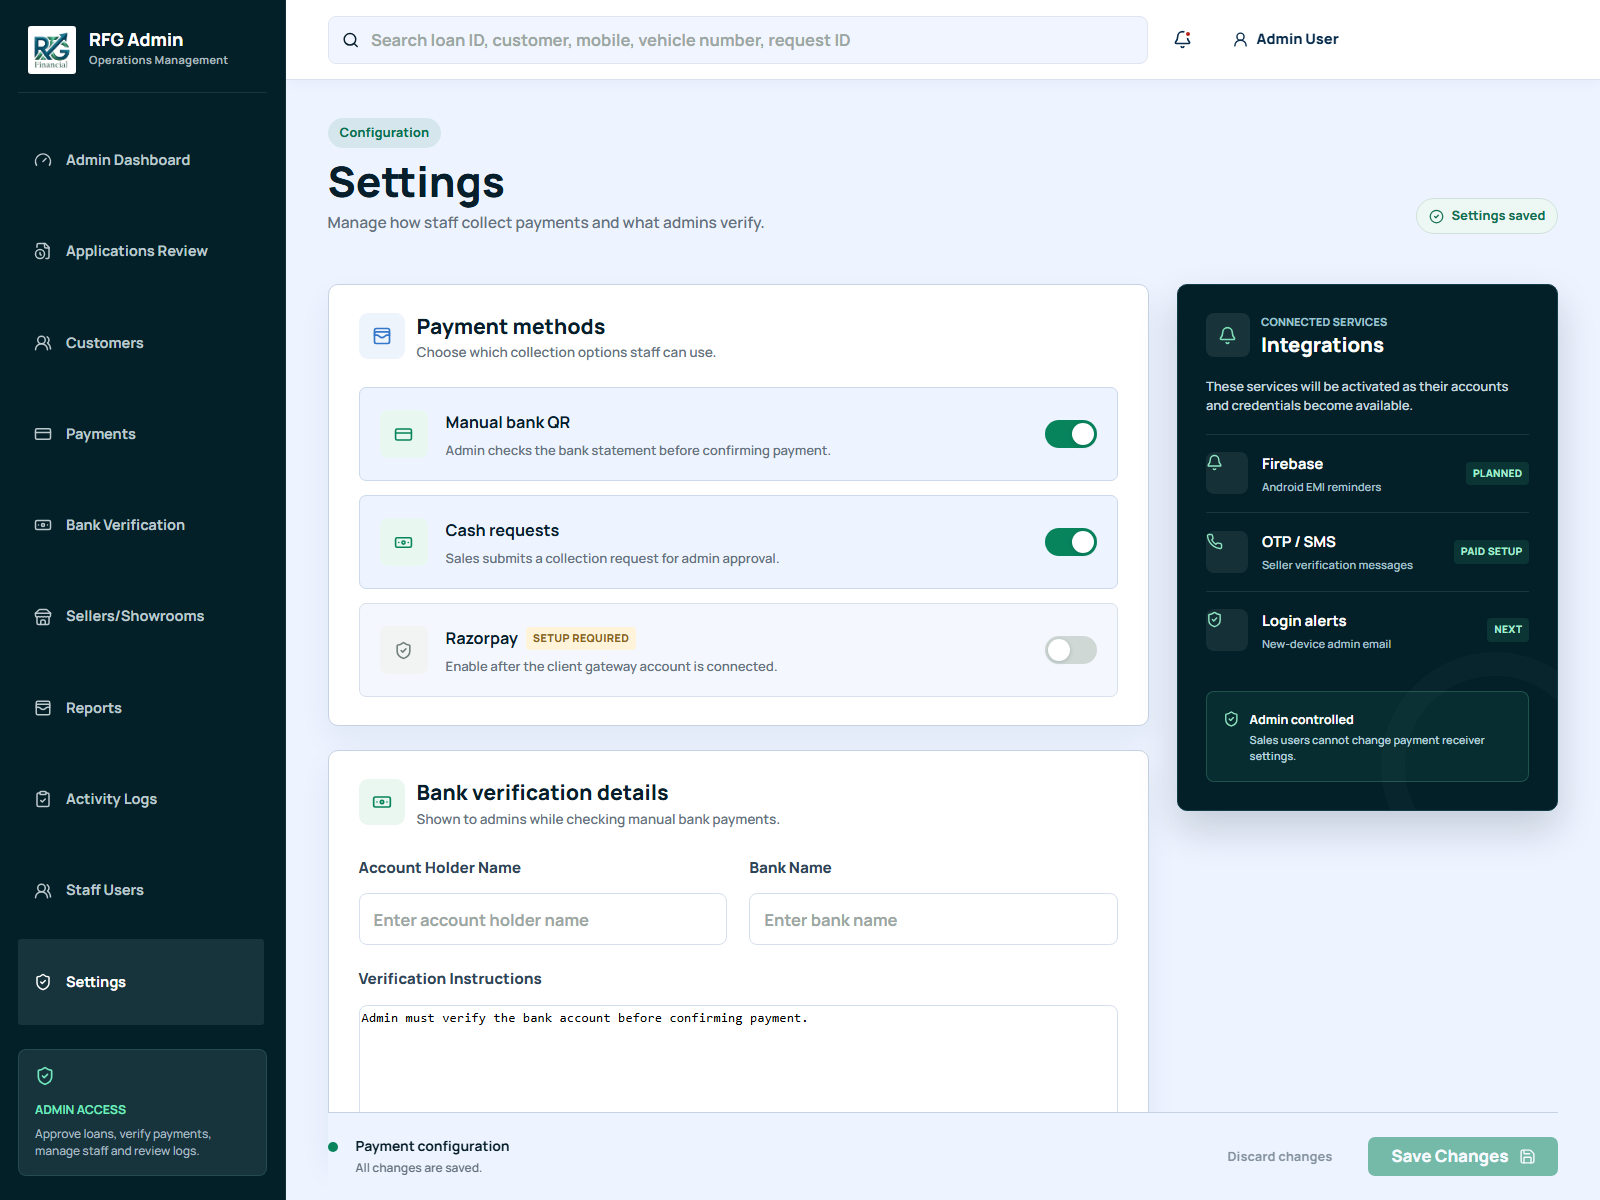 RFG
Financial
RFG Admin
Operations Management
Admin Dashboard
Applications Review
Customers
Payments
Bank Verification
Sellers/Showrooms
Reports
Activity Logs
Staff Users
Settings
ADMIN ACCESS
Approve loans, verify payments,
manage staff and review logs.
Search loan ID, customer, mobile, vehicle number, request ID
Admin User
Configuration
Settings
Manage how staff collect payments and what admins verify.
Settings saved
Payment methods
Choose which collection options staff can use.
Manual bank QR
Admin checks the bank statement before confirming payment.
Cash requests
Sales submits a collection request for admin approval.
Razorpay SETUP REQUIRED
Enable after the client gateway account is connected.
Bank verification details
Shown to admins while checking manual bank payments.
Account Holder Name
Enter account holder name
Bank Name
Enter bank name
Verification Instructions
Admin must verify the bank account before confirming payment.
CONNECTED SERVICES
Integrations
These services will be activated as their accounts
and credentials become available.
Firebase
Android EMI reminders
PLANNED
OTP / SMS
Seller verification messages
PAID SETUP
Login alerts
New-device admin email
NEXT
Admin controlled
Sales users cannot change payment receiver
settings.
Payment configuration
All changes are saved.
Discard changes
Save Changes